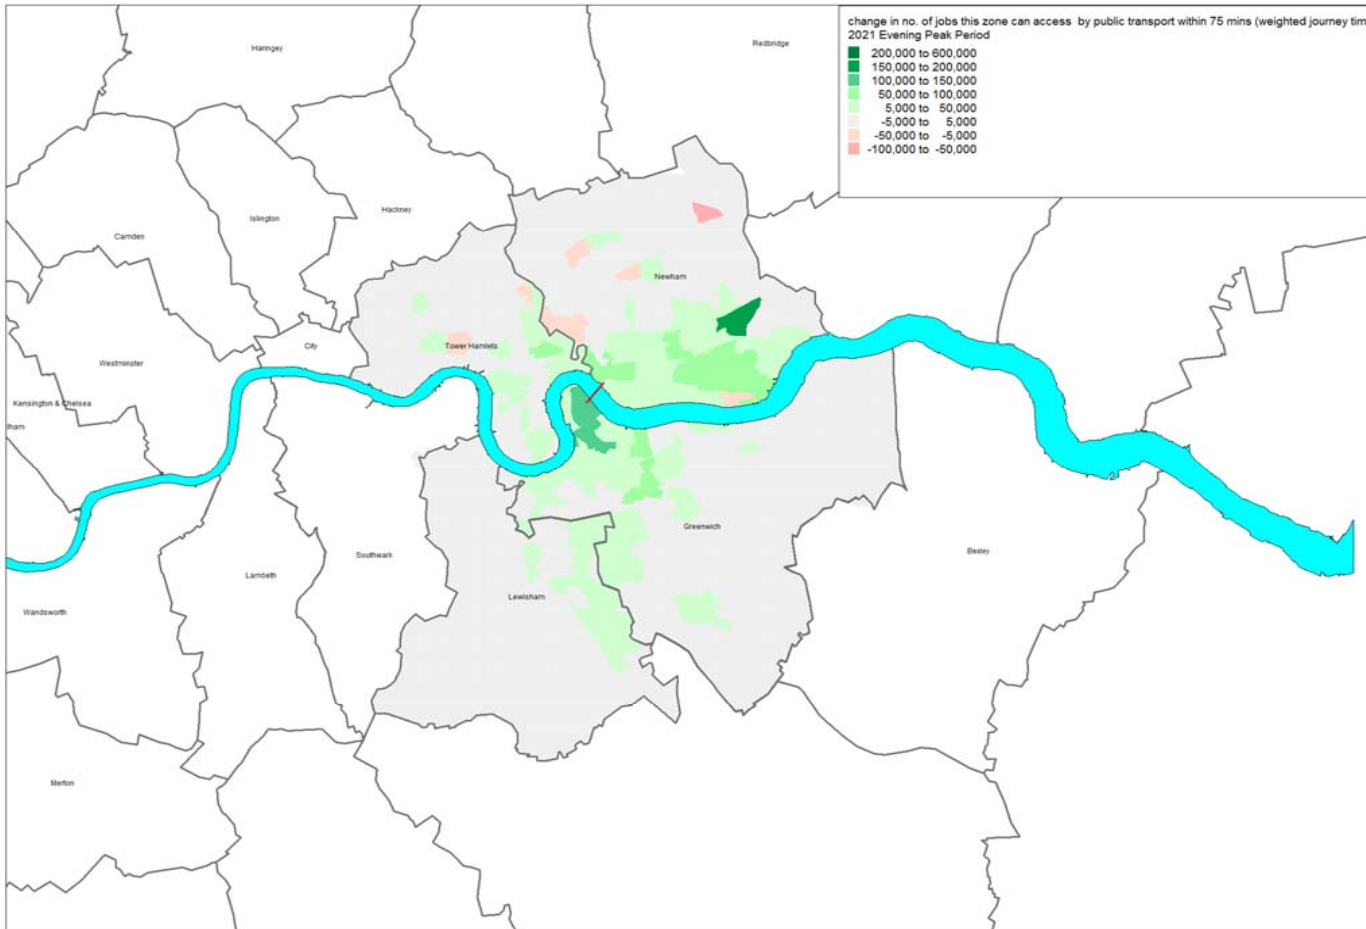 change in no. of jobs this zone can access by public transport within 75 mins (weighted journey tim
2021 Evening Peak Period
200,000 to 600,000
150,000 to 200,000
100,000 to 150,000
50,000 to 100,000
5,000 to 50,000
-5,000 to 5,000
-50,000 to -5,000
-100,000 to -50,000
Haringey
Redbridge
Hackney
Islington
Camden
Newham
City
Tower Hamlets
Westminster
Kensington & Chelsea
lham
Greenwich
Southwark
Bexley
Lambeth
Lewisham
Wandsworth
Merton